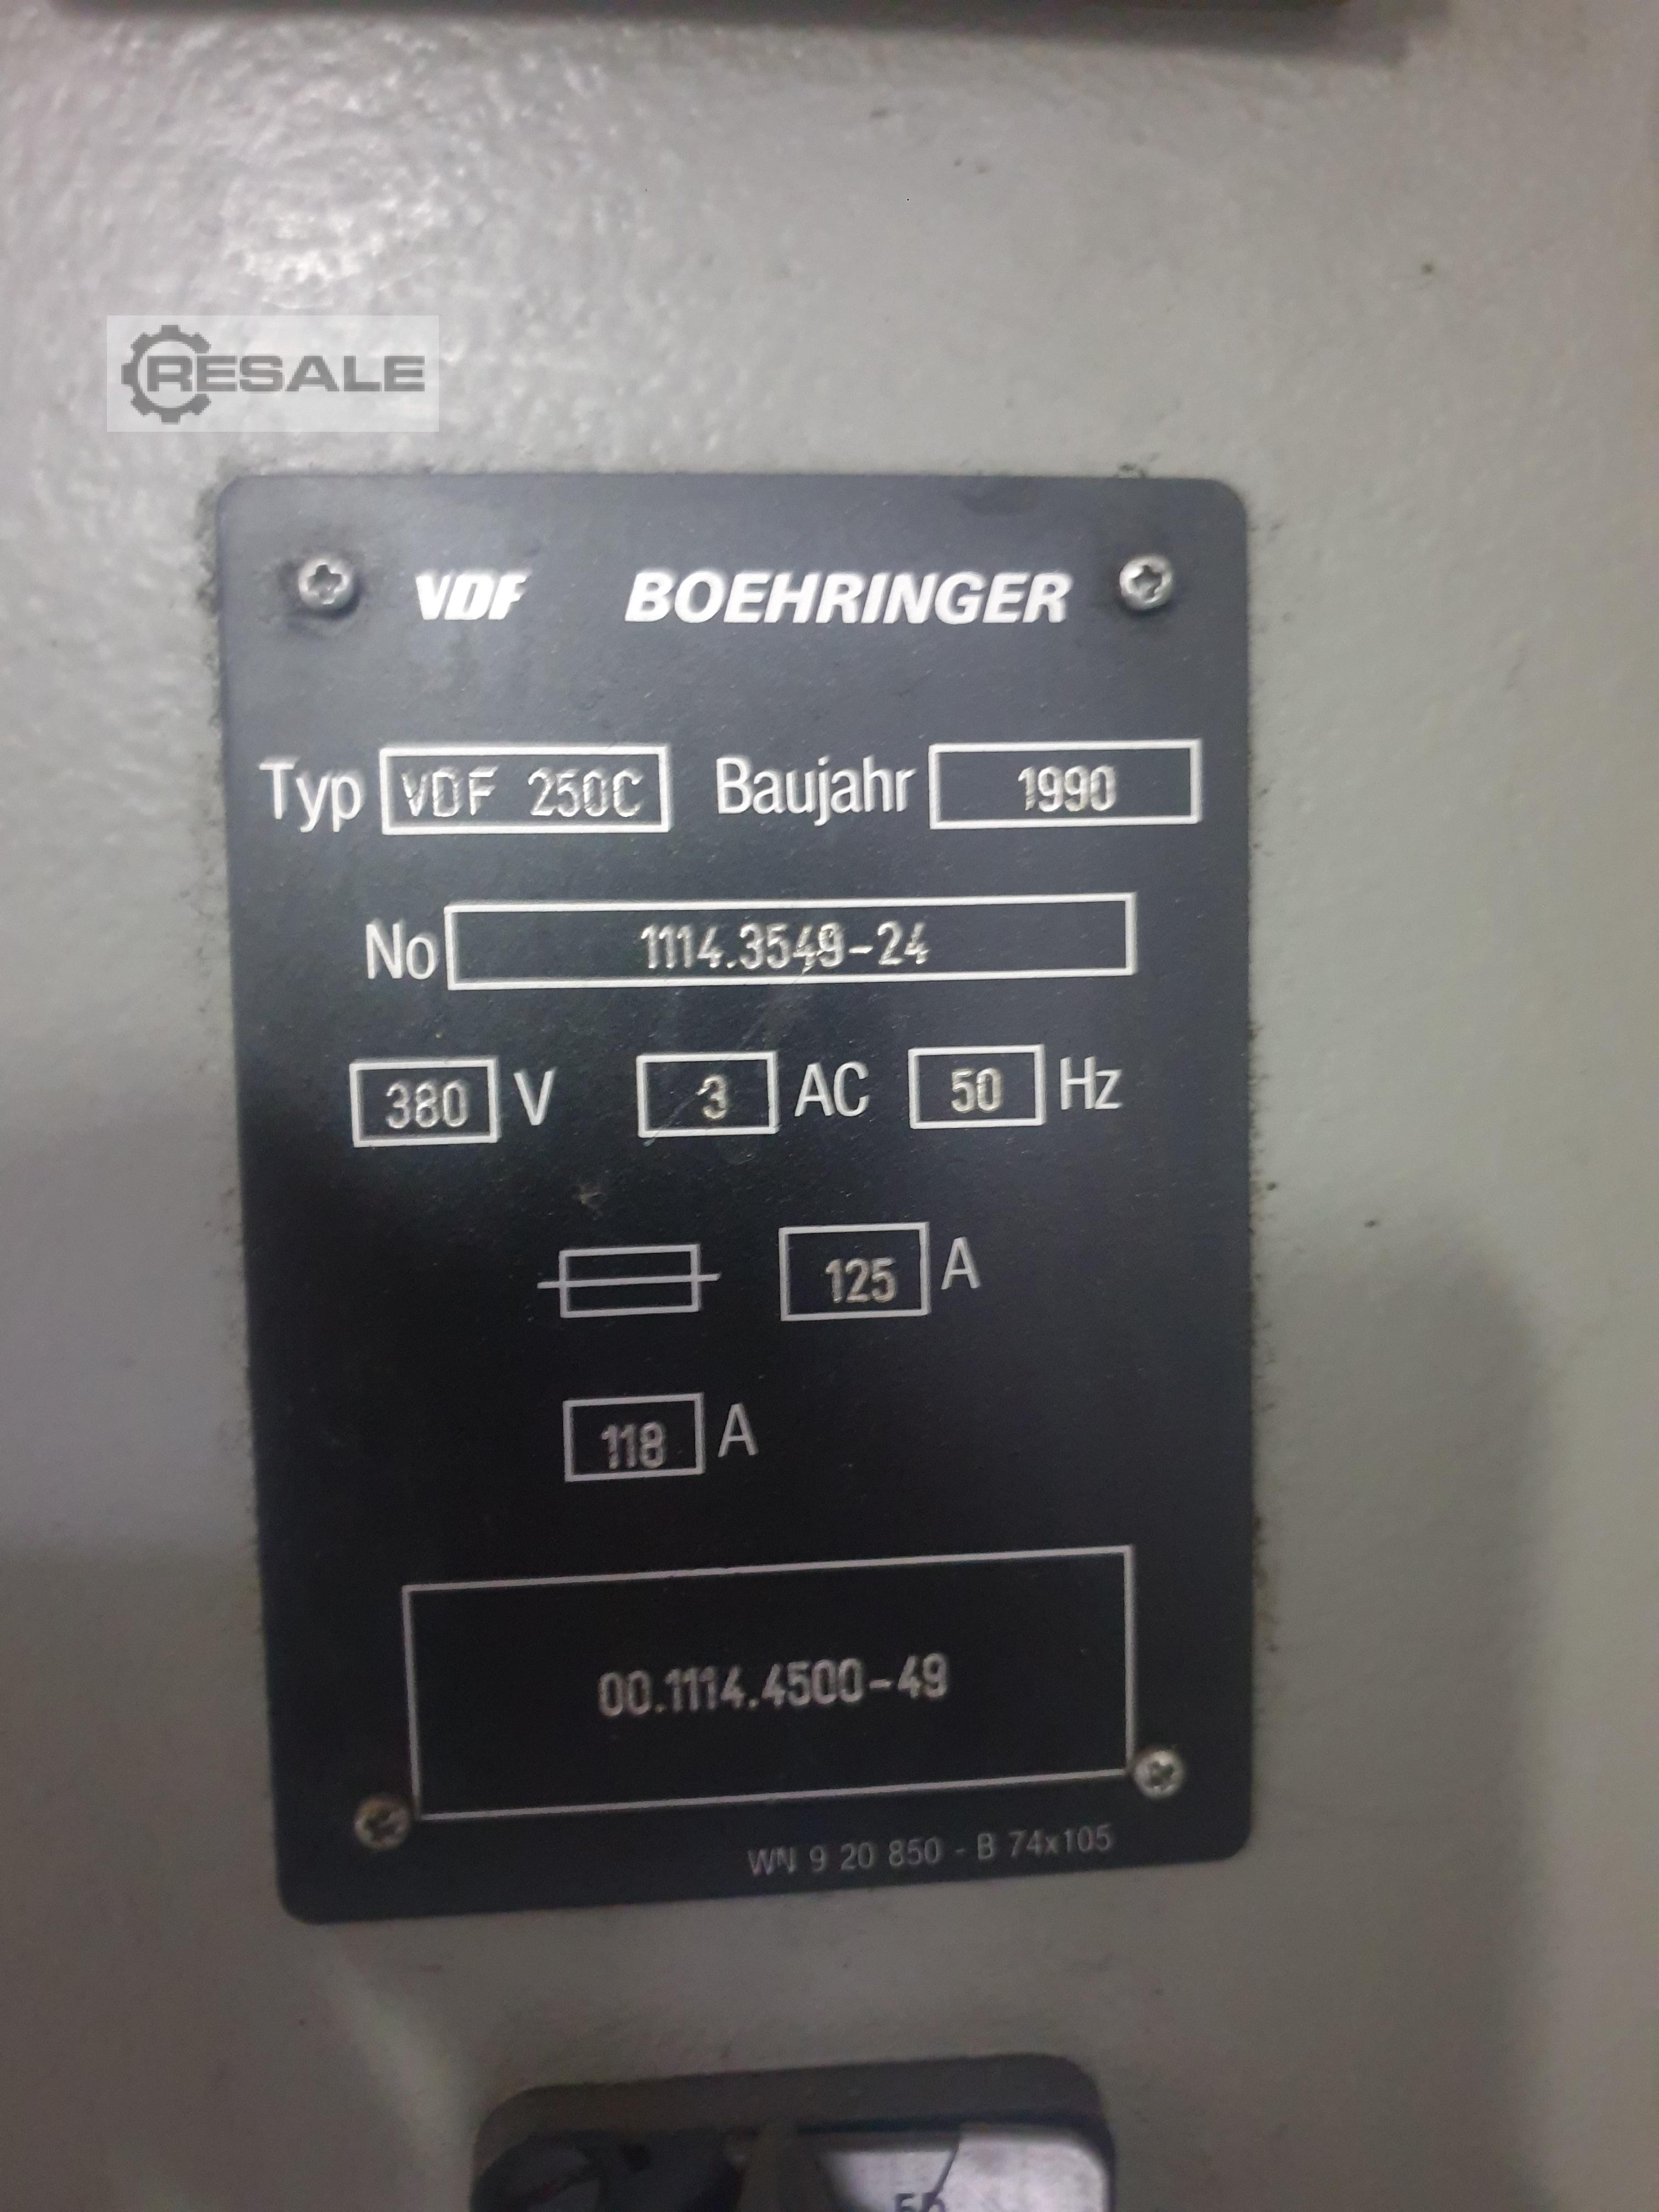 RESALE
VDF BOEHRINGER
Typ VDF 250C Baujahr 1990
No 1114.3549-24
380 V 3 AC 50 Hz
125 A
118 A
00.1114.4500-49
WN 9 20 850 - B 74x105
50